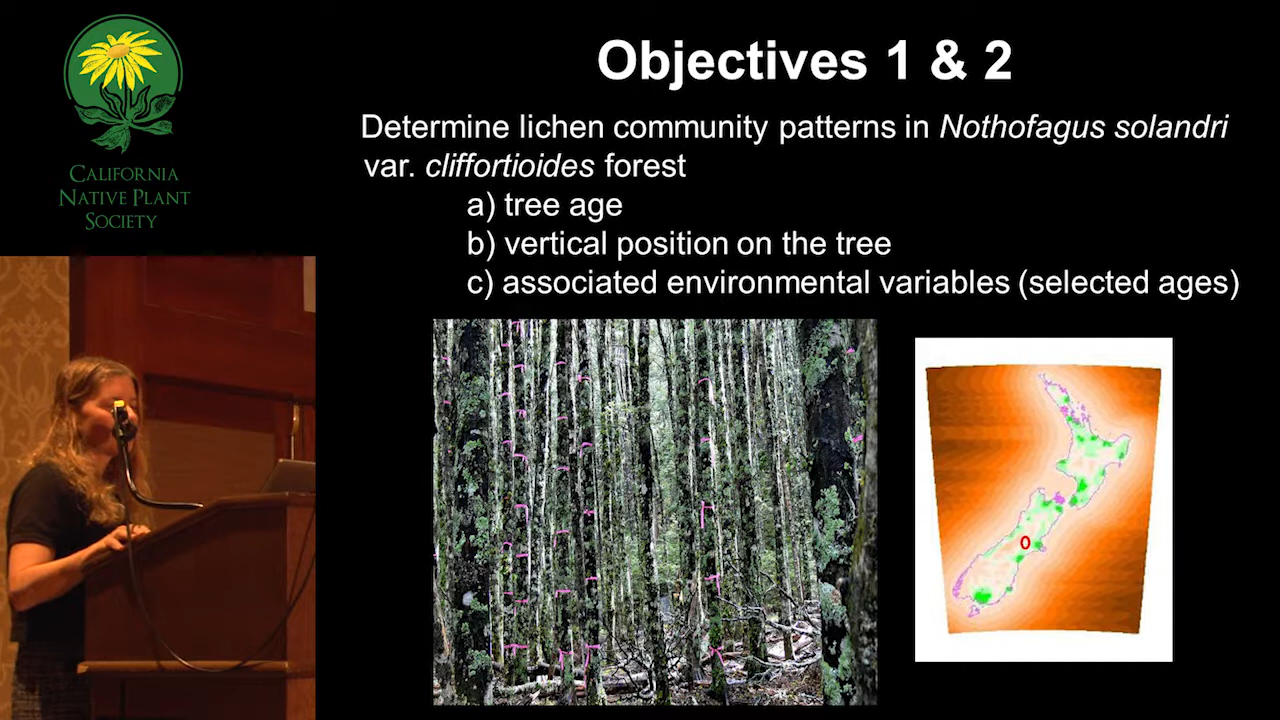 CALIFORNIA
NATIVE PLANT
SOCIETY
Objectives 1 & 2
Determine lichen community patterns in Nothofagus solandri
var. cliffortioides forest
a) tree age
b) vertical position on the tree
c) associated environmental variables (selected ages)
0